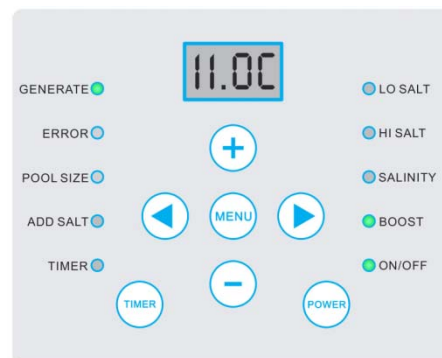 11.0C
GENERATE
LO SALT
ERROR
HI SALT
+
POOL SIZE
SALINITY
MENU
ADD SALT
BOOST
−
TIMER
ON/OFF
TIMER
POWER